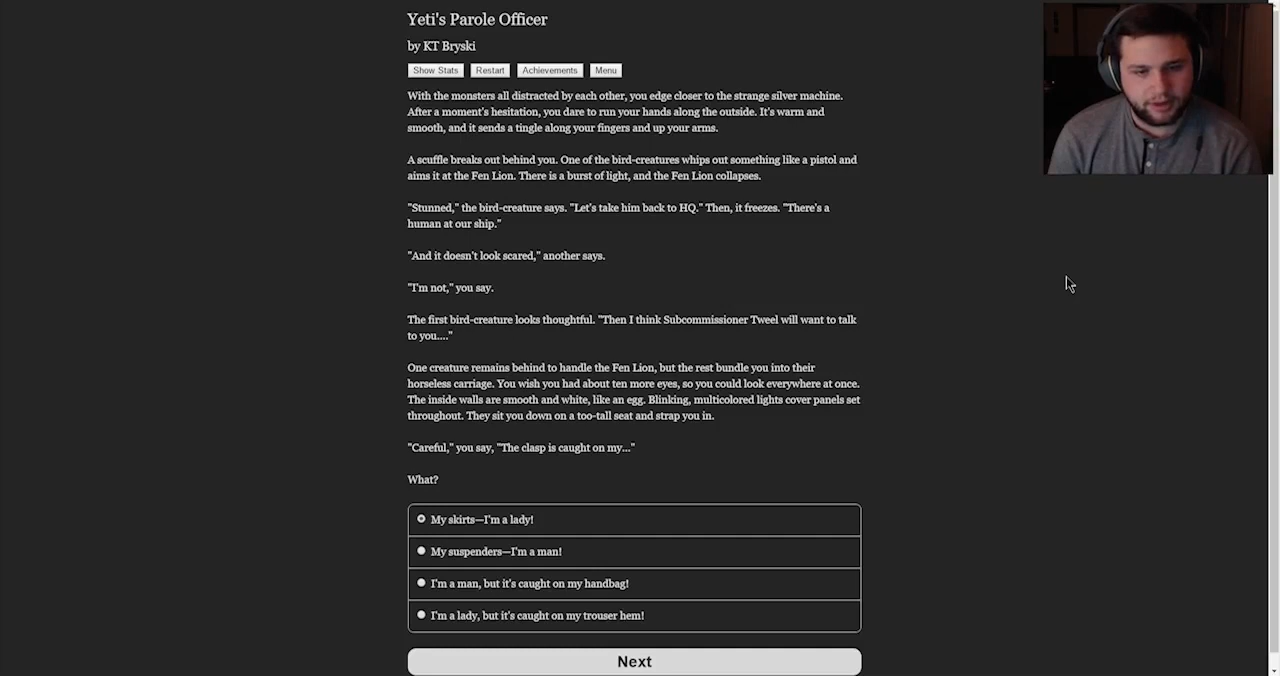 Yeti's Parole Officer
by KT Bryski
Show Stats Restart Achievements Menu
With the monsters all distracted by each other, you edge closer to the strange silver machine.
After a moment's hesitation, you dare to run your hands along the outside. It's warm and
smooth, and it sends a tingle along your fingers and up your arms.
A scuffle breaks out behind you. One of the bird-creatures whips out something like a pistol and
aims it at the Fen Lion. There is a burst of light, and the Fen Lion collapses.
"Stunned," the bird-creature says. "Let's take him back to HQ." Then, it freezes. "There's a
human at our ship."
"And it doesn't look scared," another says.
"I'm not," you say.
The first bird-creature looks thoughtful. "Then I think Subcommissioner Tweel will want to talk
to you...."
One creature remains behind to handle the Fen Lion, but the rest bundle you into their
horseless carriage. You wish you had about ten more eyes, so you could look everywhere at once.
The inside walls are smooth and white, like an egg. Blinking, multicolored lights cover panels set
throughout. They sit you down on a too-tall seat and strap you in.
"Careful," you say, "The clasp is caught on my..."
What?
My skirts—I'm a lady!
My suspenders—I'm a man!
I'm a man, but it's caught on my handbag!
I'm a lady, but it's caught on my trouser hem!
Next